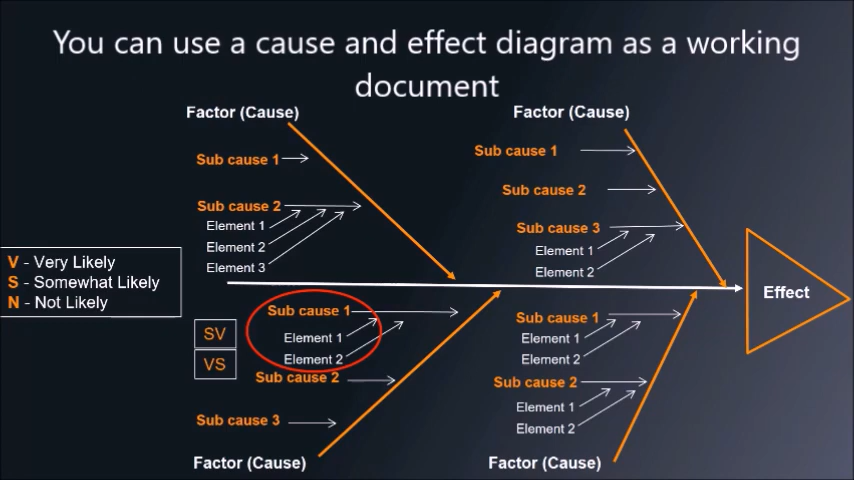 You can use a cause and effect diagram as a working
document
Factor (Cause)
Sub cause 1
Sub cause 2
Element 1
Element 2
Element 3
Factor (Cause)
Sub cause 1
Sub cause 2
Sub cause 3
Element 1
Element 2
V - Very Likely
S - Somewhat Likely
N - Not Likely
Effect
SV
VS
Sub cause 1
Element 1
Element 2
Sub cause 2
Sub cause 3
Factor (Cause)
Sub cause 1
Element 1
Element 2
Sub cause 2
Element 1
Element 2
Factor (Cause)